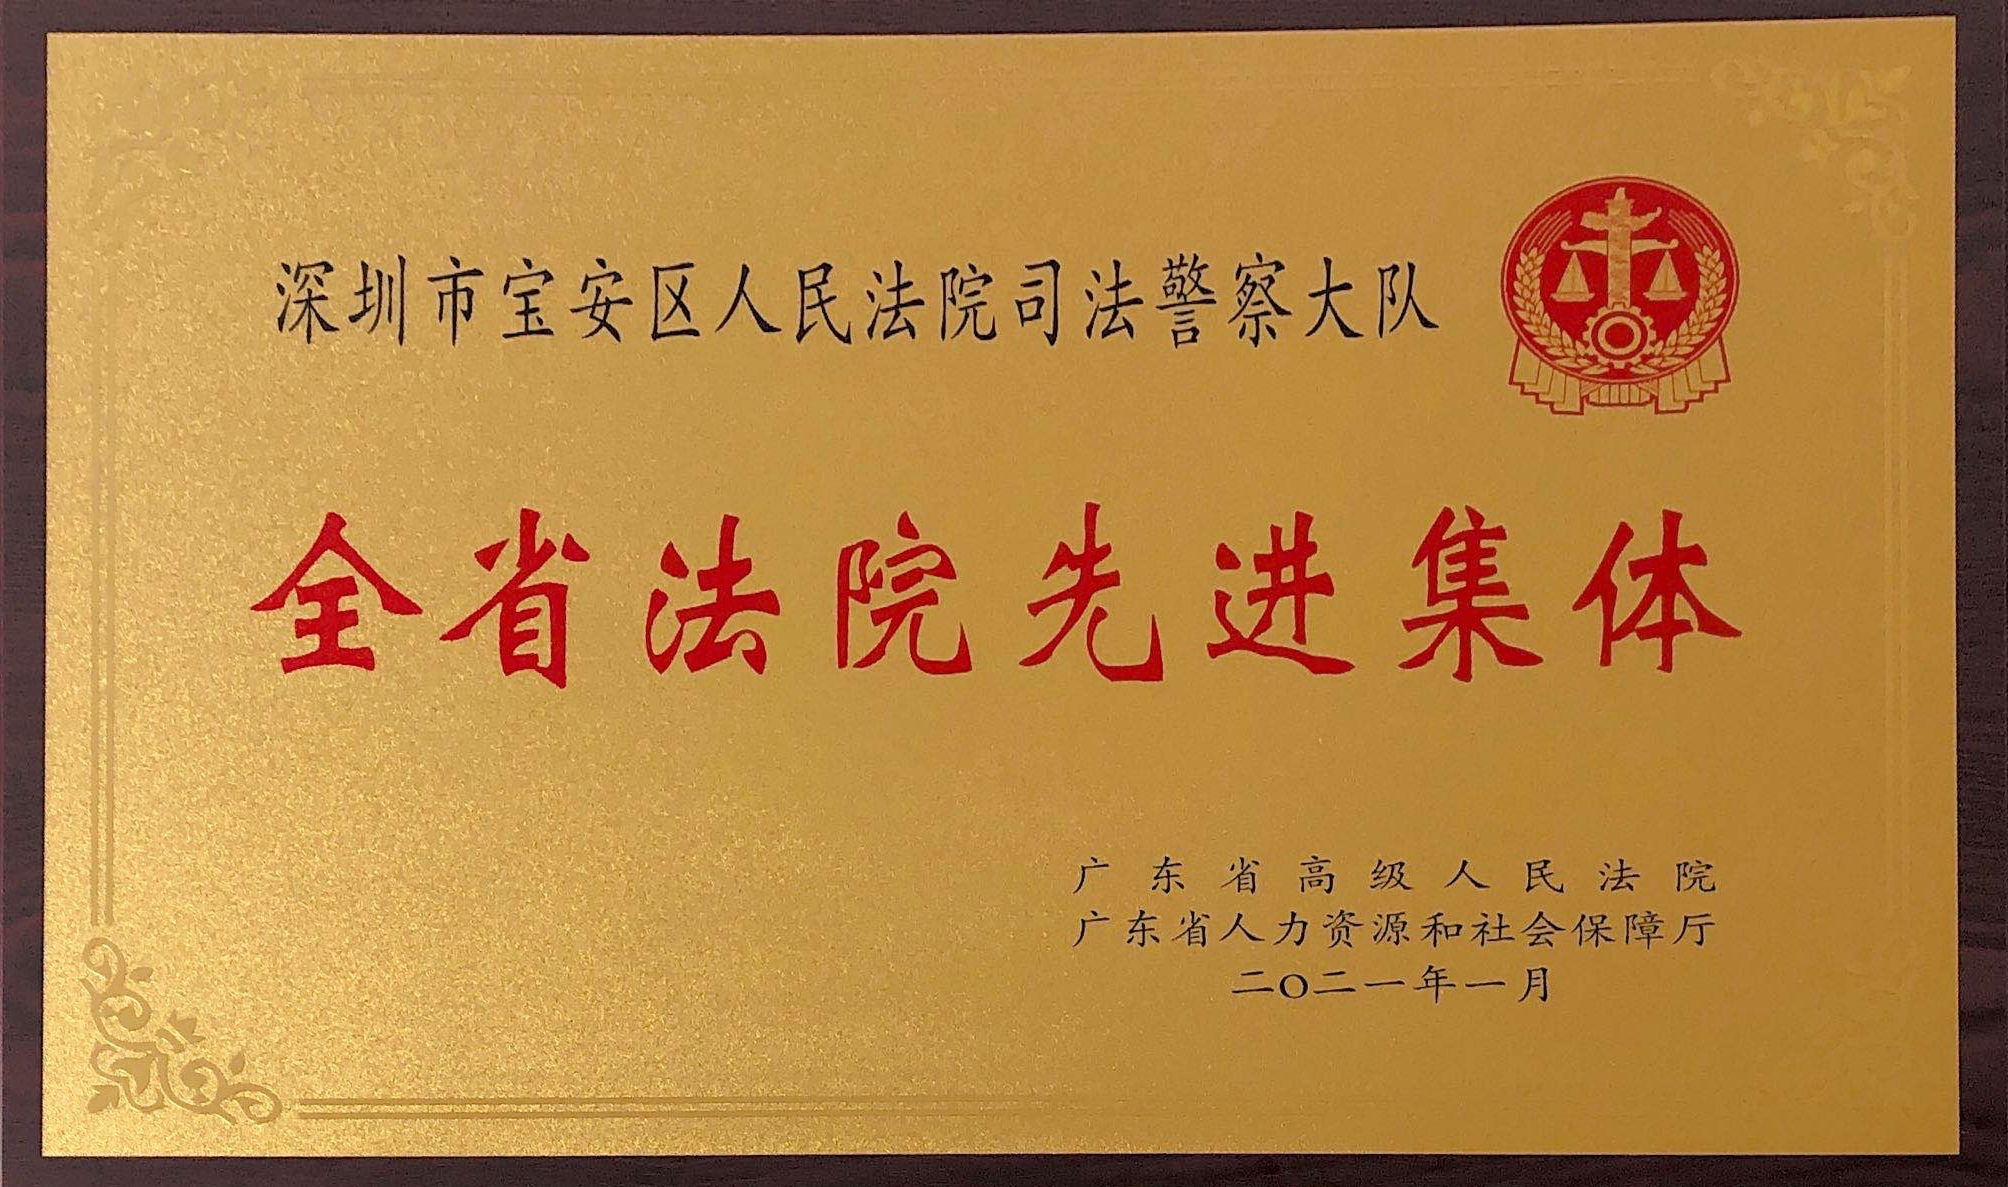 深圳市宝安区人民法院司法警察大队
全省法院先进集体
广东省高级人民法院
广东省人力资源和社会保障厅
二〇二一年一月